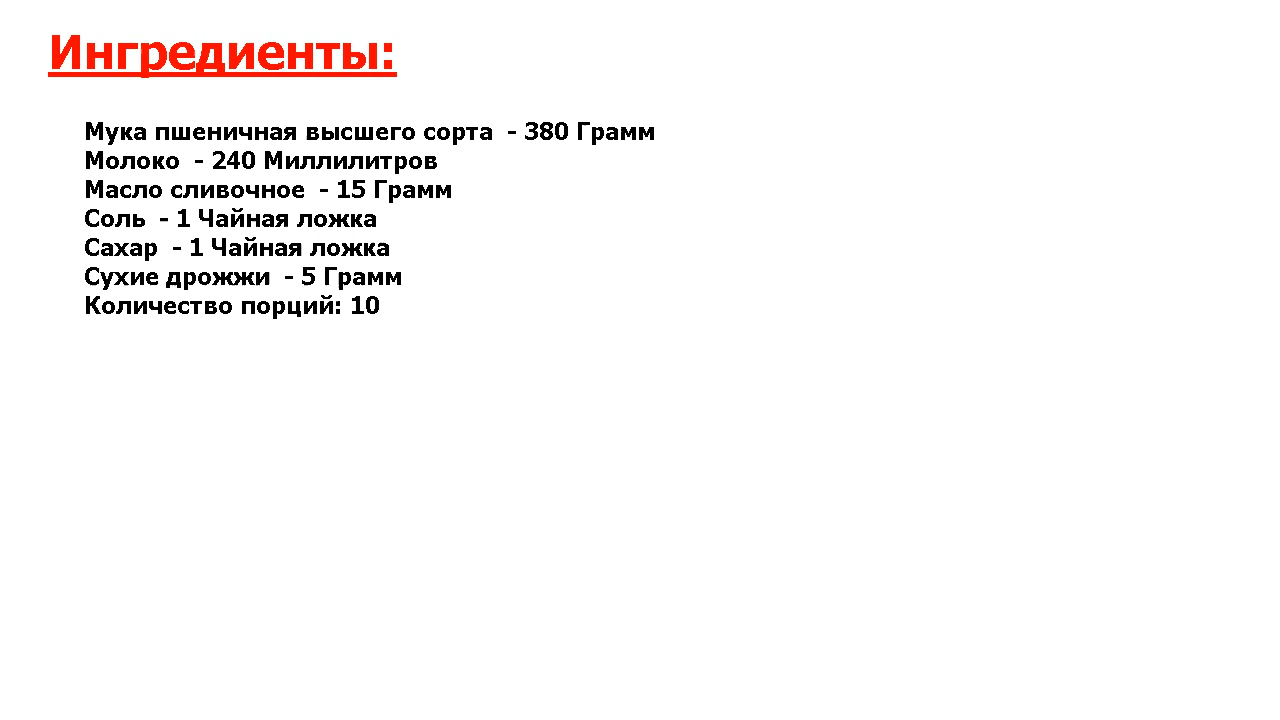 Ингредиенты:
Мука пшеничная высшего сорта  - 380 Грамм
Молоко  - 240 Миллилитров
Масло сливочное  - 15 Грамм
Соль  - 1 Чайная ложка
Сахар  - 1 Чайная ложка
Сухие дрожжи  - 5 Грамм
Количество порций: 10